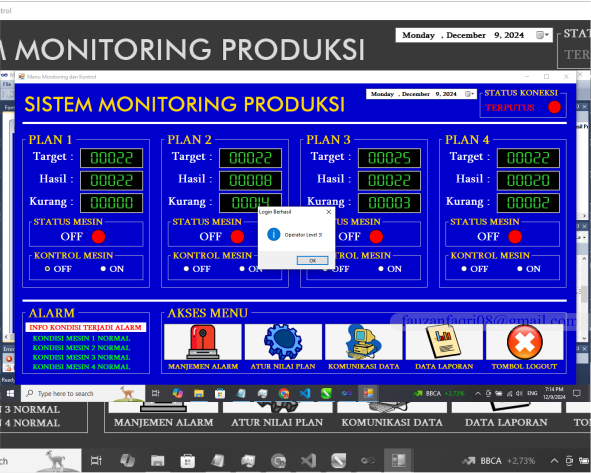 trol
MONITORING PRODUKSI
Monday , December 9, 2024
STAT
TER
Menu Monitoring dan Kontrol
File
SISTEM MONITORING PRODUKSI
Monday , December 9, 2024
STATUS KONEKSI
TERPUTUS
PLAN 1
Target : 00022
Hasil : 00022
Kurang : 00000
STATUS MESIN
OFF
KONTROL MESIN
OFF ON
PLAN 2
Target : 00022
Hasil : 00008
Kurang : 00014
STATUS MESIN
OFF
KONTROL MESIN
OFF ON
PLAN 3
Target : 00025
Hasil : 00022
Kurang : 00003
STATUS MESIN
OFF
TROL MESIN
OFF ON
PLAN 4
Target : 00022
Hasil : 00020
Kurang : 00002
STATUS MESIN
OFF
KONTROL MESIN
OFF ON
Login Berhasil
Operator Level 3!
OK
ALARM
INFO KONDISI TERJADI ALARM
KONDISI MESIN 1 NORMAL
KONDISI MESIN 2 NORMAL
KONDISI MESIN 3 NORMAL
KONDISI MESIN 4 NORMAL
AKSES MENU
MANJEMEN ALARM
ATUR NILAI PLAN
KOMUNIKASI DATA
DATA LAPORAN
TOMBOL LOGOUT
fauzanfaqri08@gmail.com
Ready
Type here to search
BBCA +2,73%
ENG
7:14 PM
12/9/2024
3 NORMAL
4 NORMAL
MANJEMEN ALARM
ATUR NILAI PLAN
KOMUNIKASI DATA
DATA LAPORAN
TO
ch
BBCA +2,73%